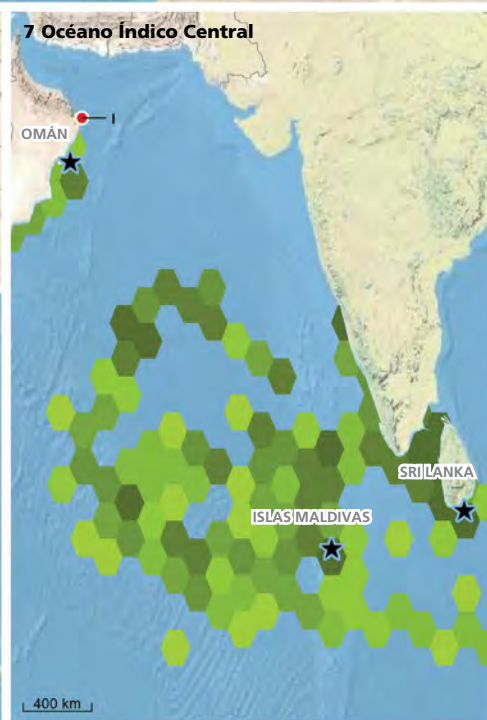 7 Océano Índico Central
I
OMÁN
SRI LANKA
ISLAS MALDIVAS
400 km